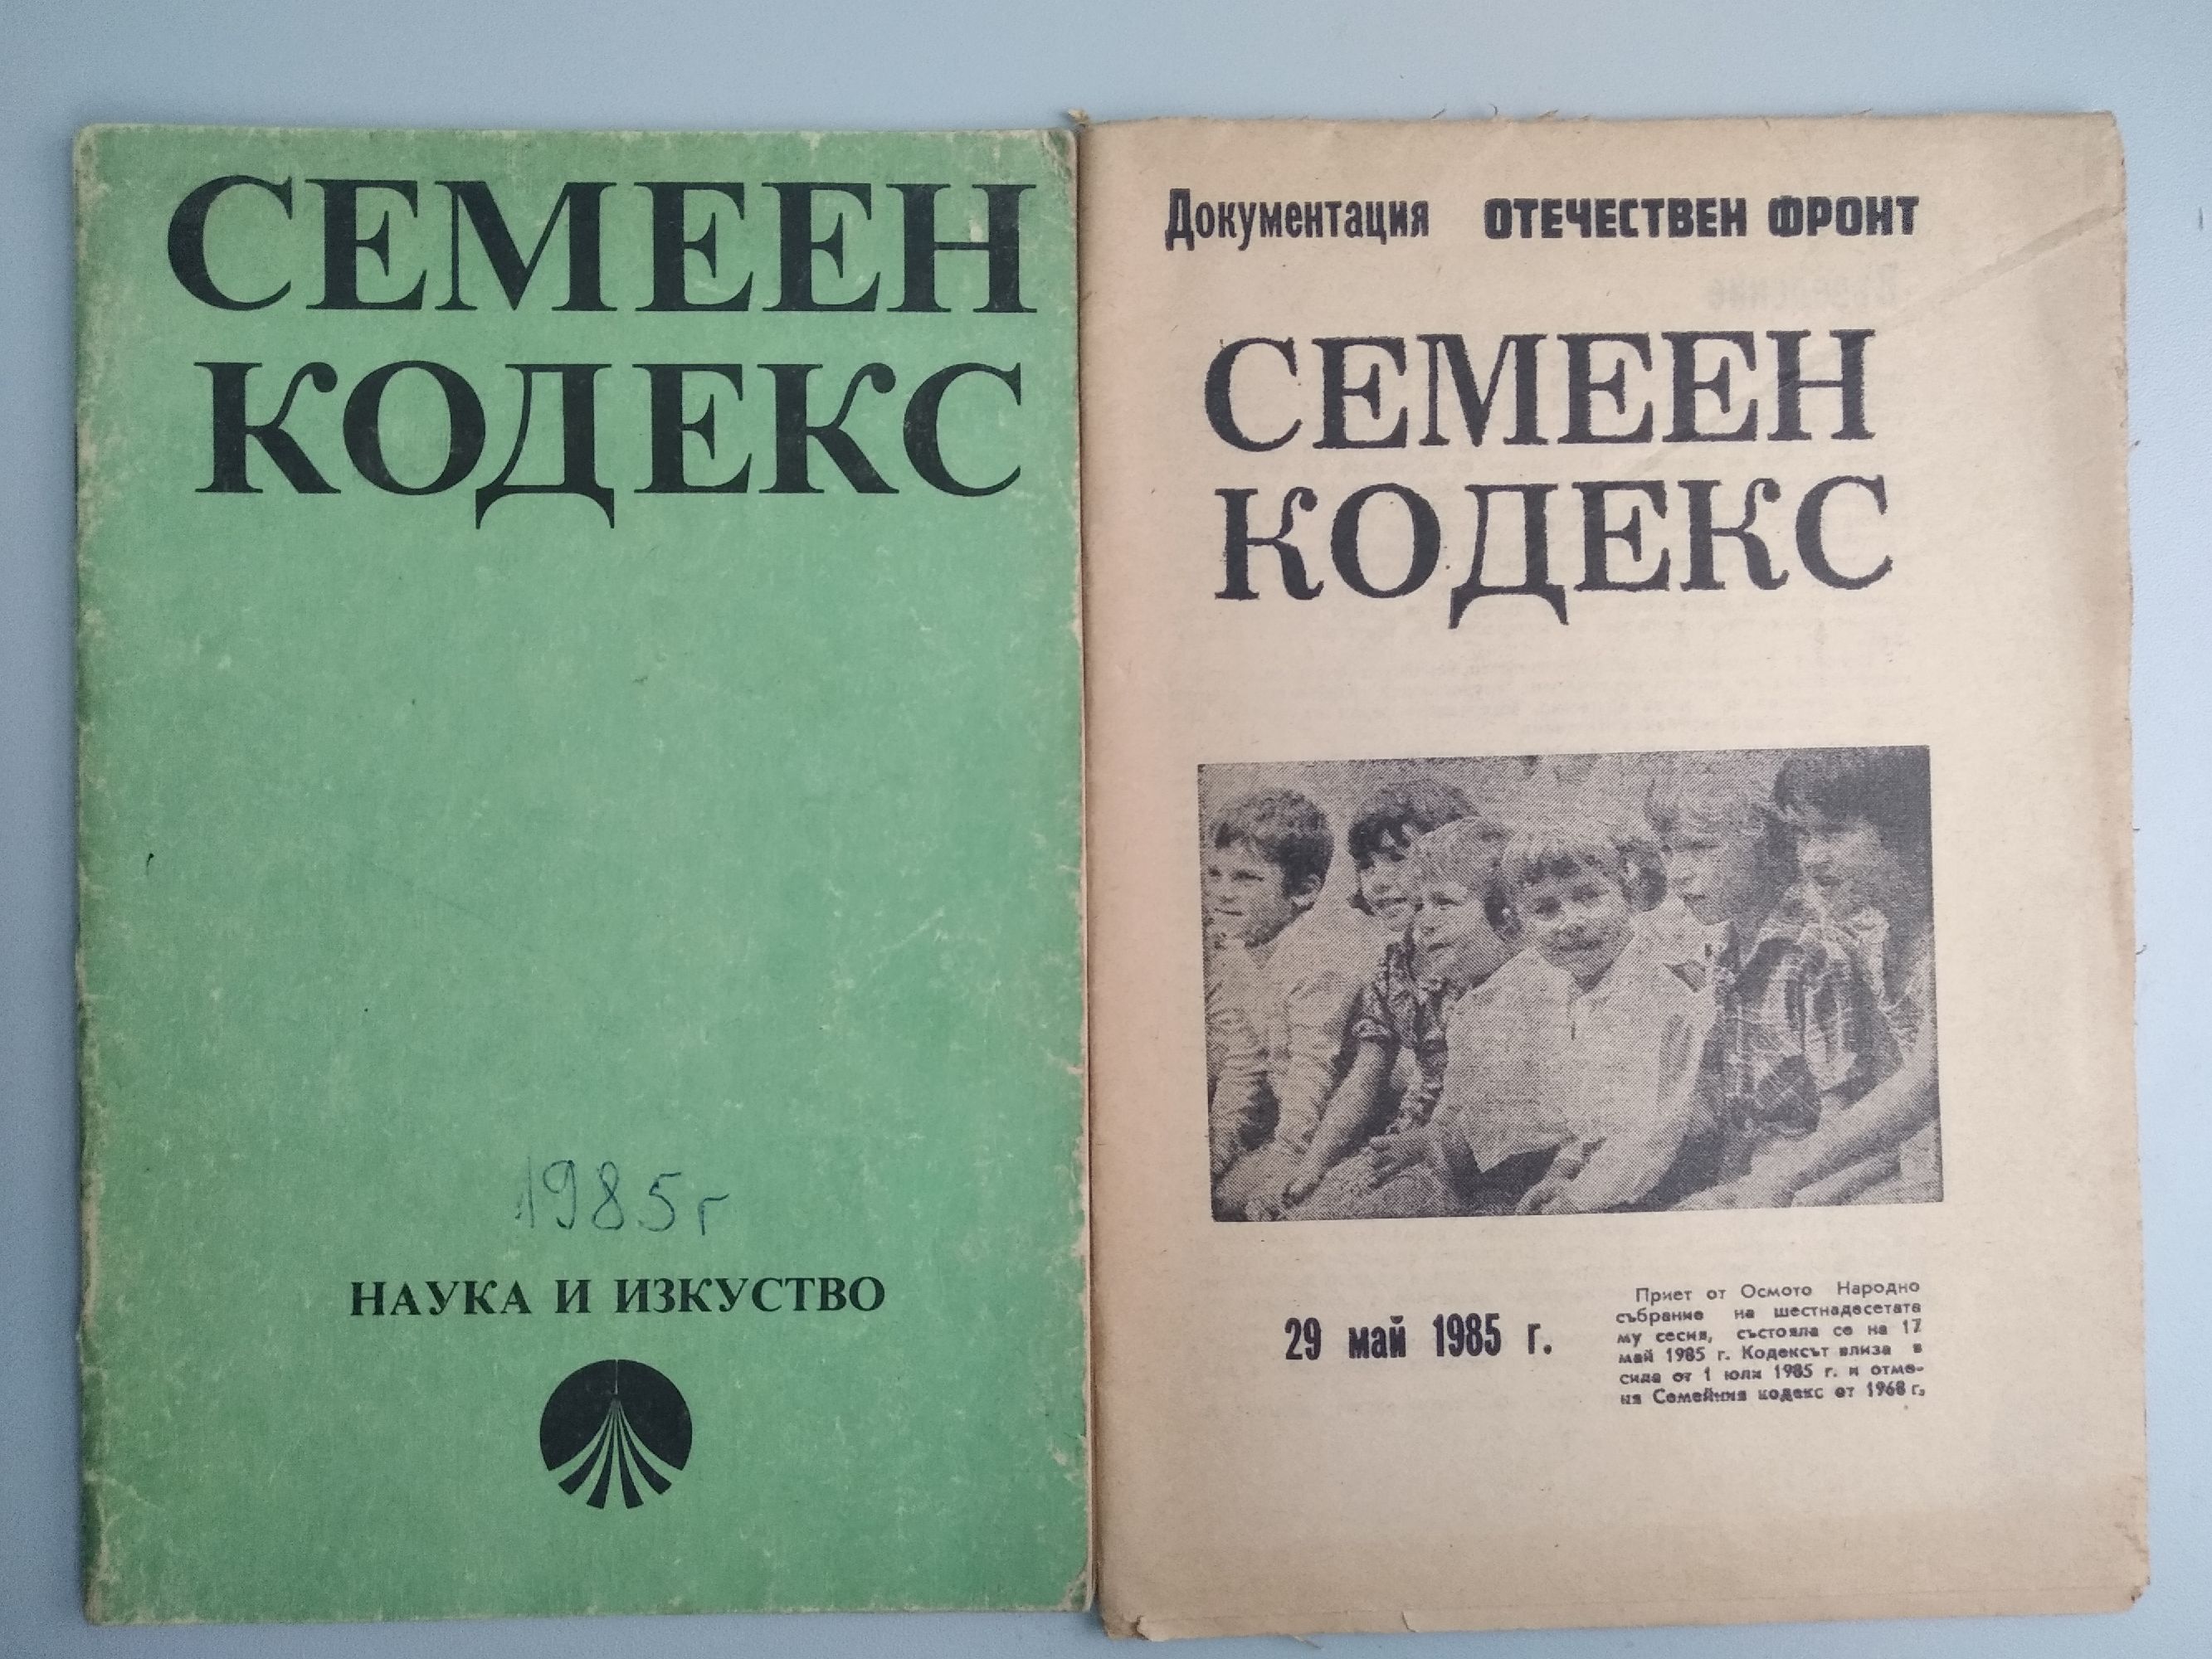 СЕМЕЕН
КОДЕКС
1985г
НАУКА И ИЗКУСТВО
Документация ОТЕЧЕСТВЕН ФРОНТ
СЕМЕЕН
КОДЕКС
29 май 1985 г.
Приет от Осмото Народно
събрание на шестнадесетата
му сесия, състояла се на 17
май 1985 г. Кодексът влиза в
сила от 1 юли 1985 г. и отме-
ня Семейния кодекс от 1968 г.